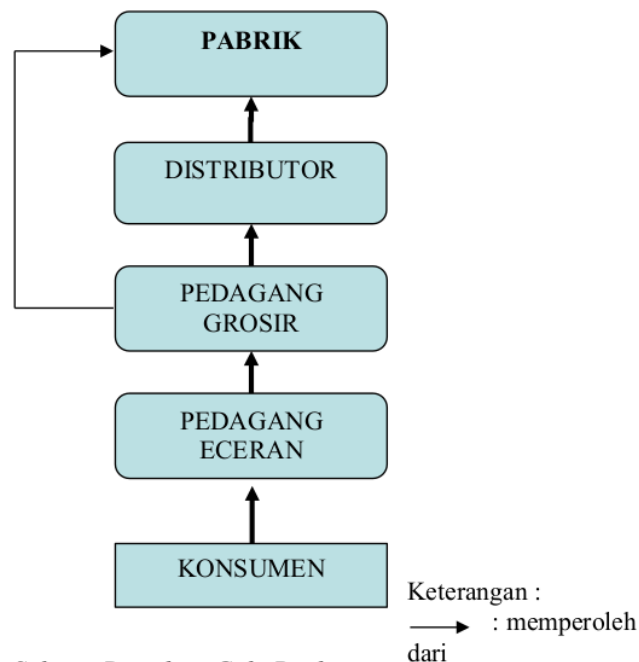 PABRIK
DISTRIBUTOR
PEDAGANG
GROSIR
PEDAGANG
ECERAN
KONSUMEN
Keterangan :
: memperoleh
dari